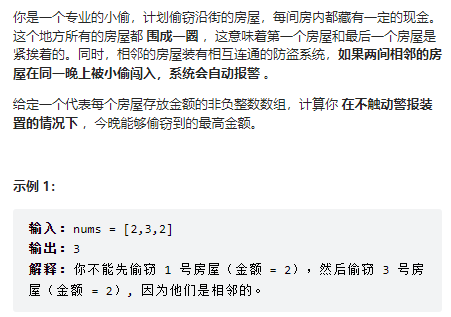 你是一个专业的小偷，计划偷窃沿街的房屋，每间房内都藏有一定的现金。
这个地方所有的房屋都 围成一圈 ，这意味着第一个房屋和最后一个房屋是
紧挨着的。同时，相邻的房屋装有相互连通的防盗系统，如果两间相邻的房
屋在同一晚上被小偷闯入，系统会自动报警 。
给定一个代表每个房屋存放金额的非负整数数组，计算你 在不触动警报装
置的情况下 ，今晚能够偷窃到的最高金额。
示例 1：
输入：nums = [2,3,2]
输出：3
解释：你不能先偷窃 1 号房屋（金额 = 2），然后偷窃 3 号房
屋（金额 = 2）, 因为他们是相邻的。